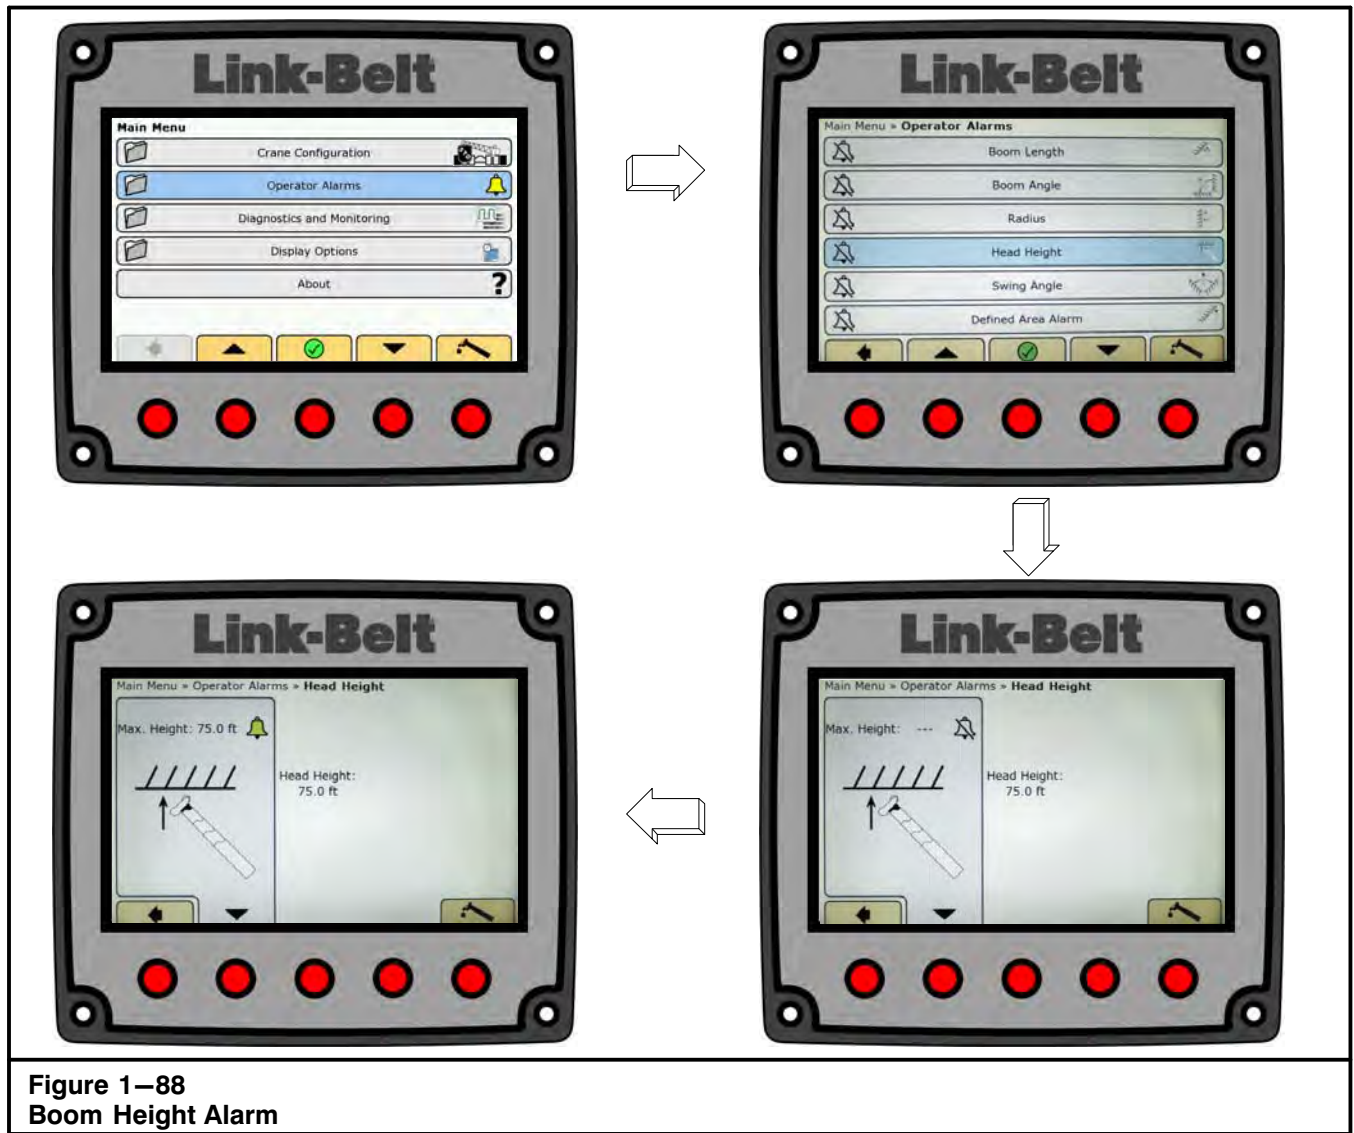 Link-Belt
Main Menu
Crane Configuration
Operator Alarms
Diagnostics and Monitoring
Display Options
About
?
Link-Belt
Main Menu » Operator Alarms
Boom Length
Boom Angle
Radius
Head Height
Swing Angle
Defined Area Alarm
Link-Belt
Main Menu » Operator Alarms » Head Height
Max. Height: --- 
Head Height:
75.0 ft
Link-Belt
Main Menu » Operator Alarms » Head Height
Max. Height: 75.0 ft
Head Height:
75.0 ft
Figure 1—88
Boom Height Alarm